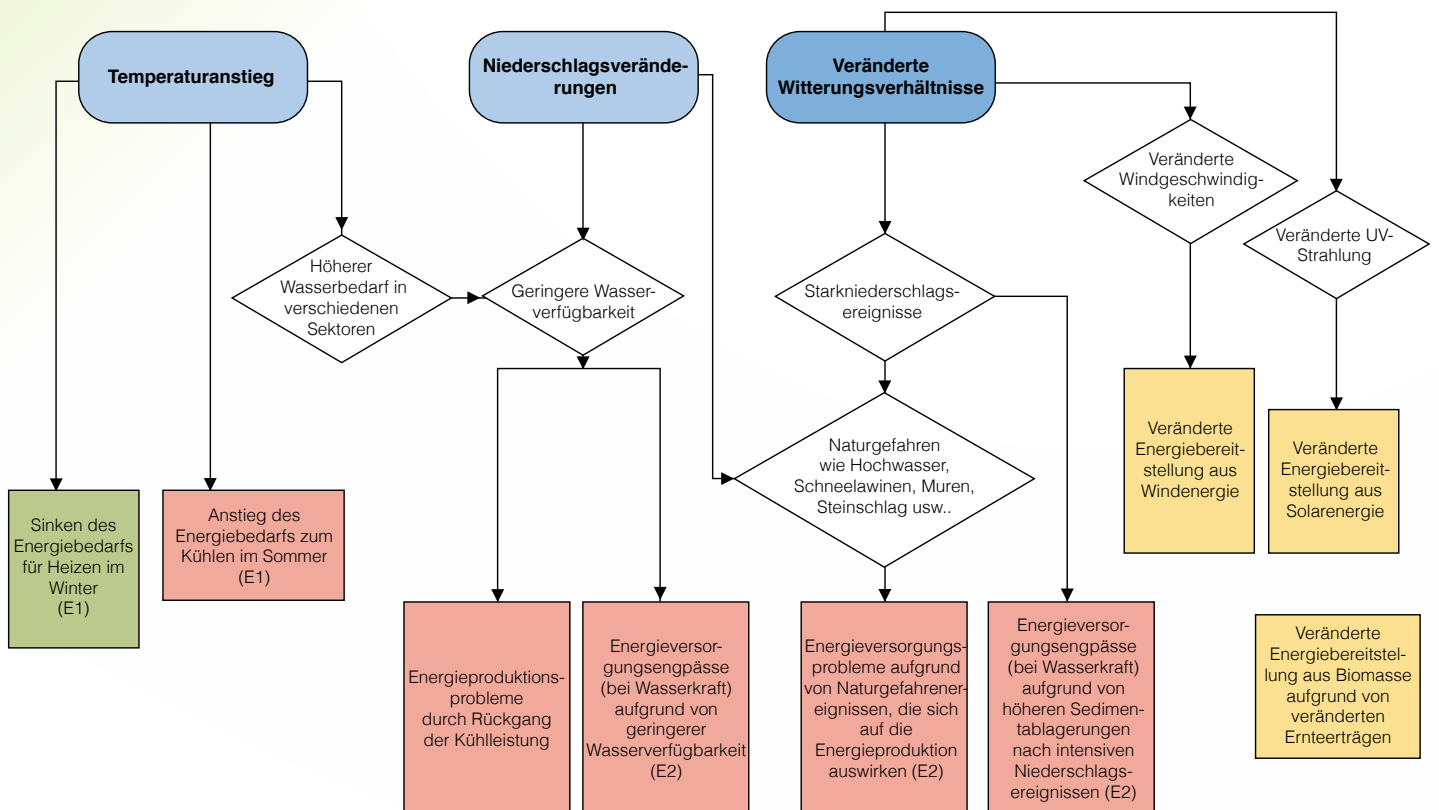 Temperaturanstieg
Niederschlagsverände-
rungen
Veränderte
Witterungsverhältnisse
Veränderte
Windgeschwindig-
keiten
Veränderte UV-
Strahlung
Höherer
Wasserbedarf in
verschiedenen
Sektoren
Geringere Wasser-
verfügbarkeit
Starkniederschlags-
ereignisse
Naturgefahren
wie Hochwasser,
Schneelawinen, Muren,
Steinschlag usw..
Veränderte
Energiebereit-
stellung aus
Windenergie
Veränderte
Energiebereit-
stellung aus
Solarenergie
Sinken des
Energiebedarfs
für Heizen im
Winter
(E1)
Anstieg des
Energiebedarfs zum
Kühlen im Sommer
(E1)
Energieproduktions-
probleme
durch Rückgang
der Kühlleistung
Energieversor-
gungsengpässe
(bei Wasserkraft)
aufgrund von
geringerer
Wasserverfügbarkeit
(E2)
Energieversorgungs-
probleme aufgrund
von Naturgefahrener-
eignissen, die sich
auf die
Energieproduktion
auswirken (E2)
Energieversor-
gungsengpässe
(bei Wasserkraft)
aufgrund von
höheren Sedimen-
tablagerungen
nach intensiven
Niederschlags-
ereignissen (E2)
Veränderte
Energiebereitstel-
lung aus Biomasse
aufgrund von
veränderten
Ernteerträgen